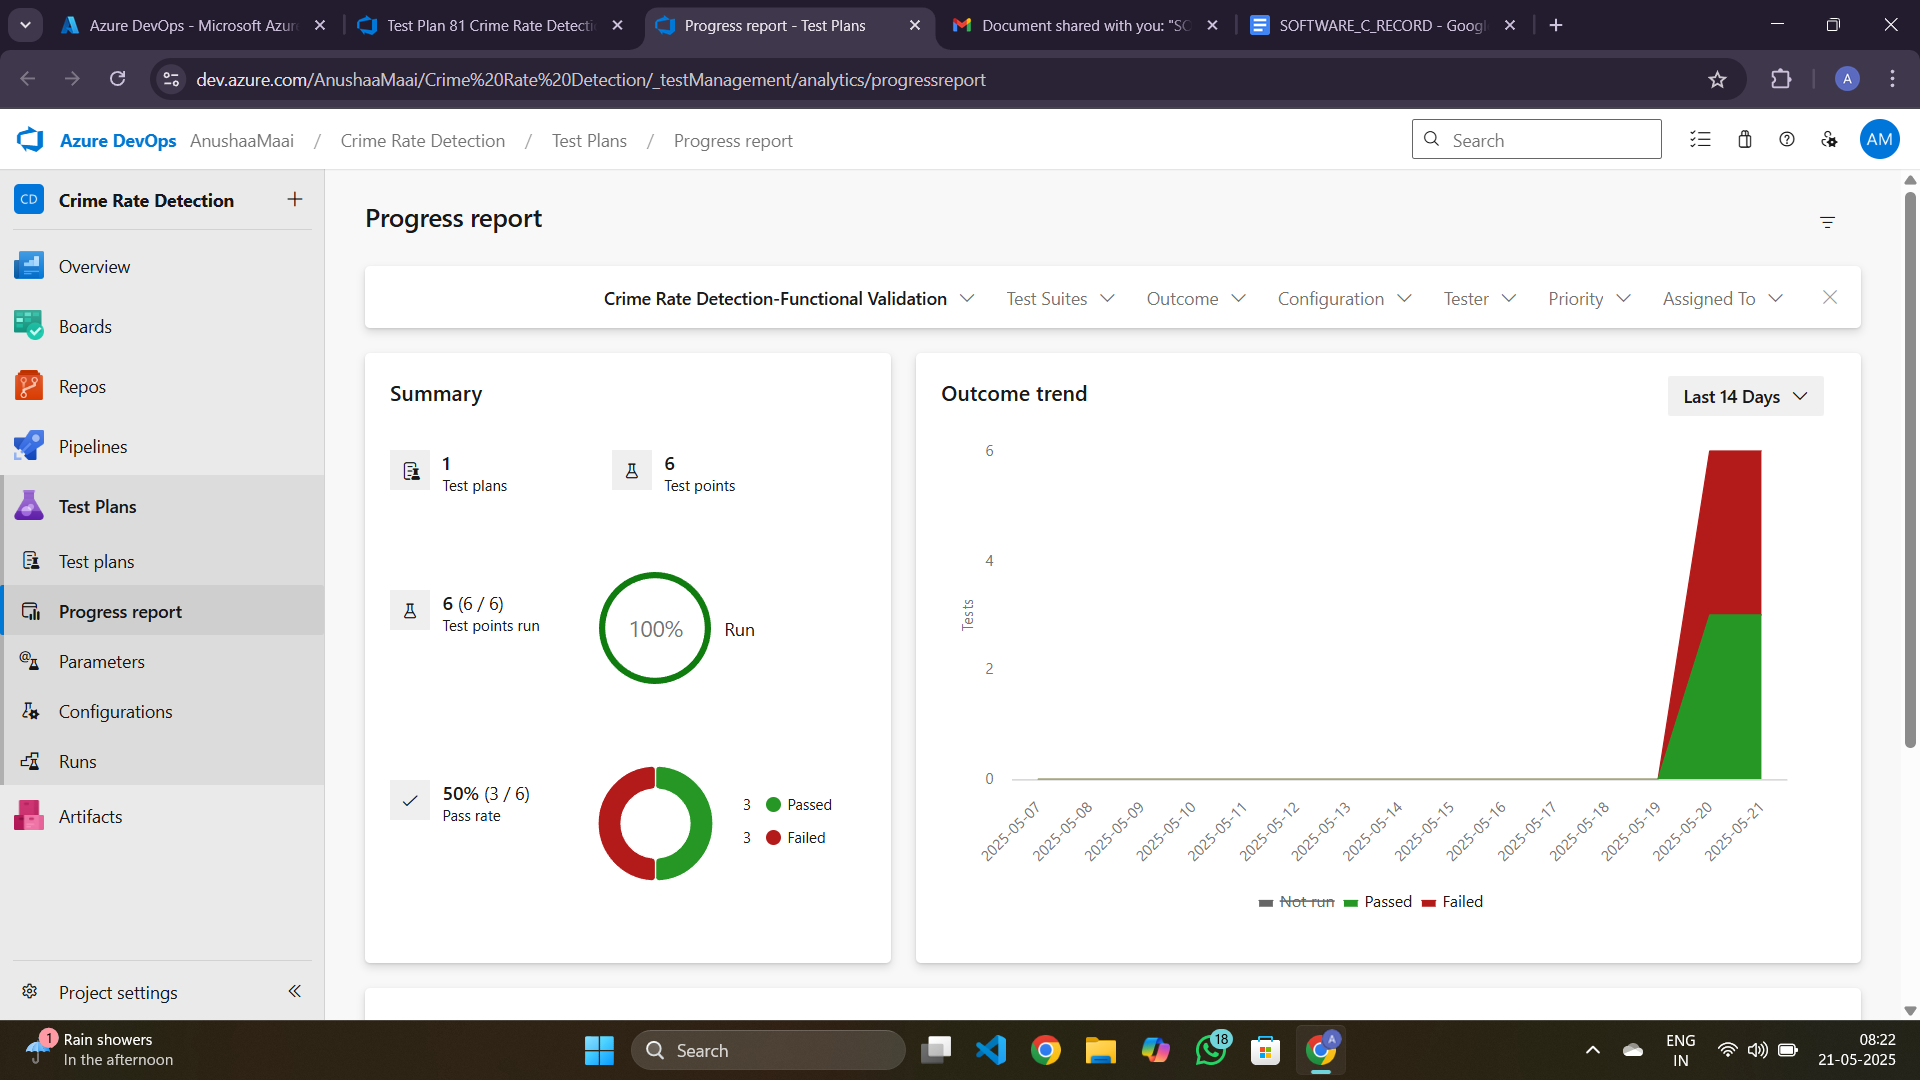 Azure DevOps - Microsoft Azur
Test Plan 81 Crime Rate Detecti
Progress report - Test Plans
Document shared with you: "SO
SOFTWARE_C_RECORD - Googl
dev.azure.com/AnushaaMaai/Crime%20Rate%20Detection/_testManagement/analytics/progressreport
A
Azure DevOps AnushaaMaai / Crime Rate Detection / Test Plans / Progress report
Search
AM
CD Crime Rate Detection
Overview
Boards
Repos
Pipelines
Test Plans
Test plans
Progress report
Parameters
Configurations
Runs
Artifacts
Project settings
Progress report
Crime Rate Detection-Functional Validation Test Suites Outcome Configuration Tester Priority Assigned To
Summary
1
Test plans
6
Test points
6 (6 / 6)
Test points run
100%
Run
50% (3 / 6)
Pass rate
3 Passed
3 Failed
Outcome trend
Last 14 Days
6
4
2
0
Tests
2025-05-07
2025-05-08
2025-05-09
2025-05-10
2025-05-11
2025-05-12
2025-05-13
2025-05-14
2025-05-15
2025-05-16
2025-05-17
2025-05-18
2025-05-19
2025-05-20
2025-05-21
Not run Passed Failed
1
Rain showers
In the afternoon
Search
18
A
ENG
IN
08:22
21-05-2025